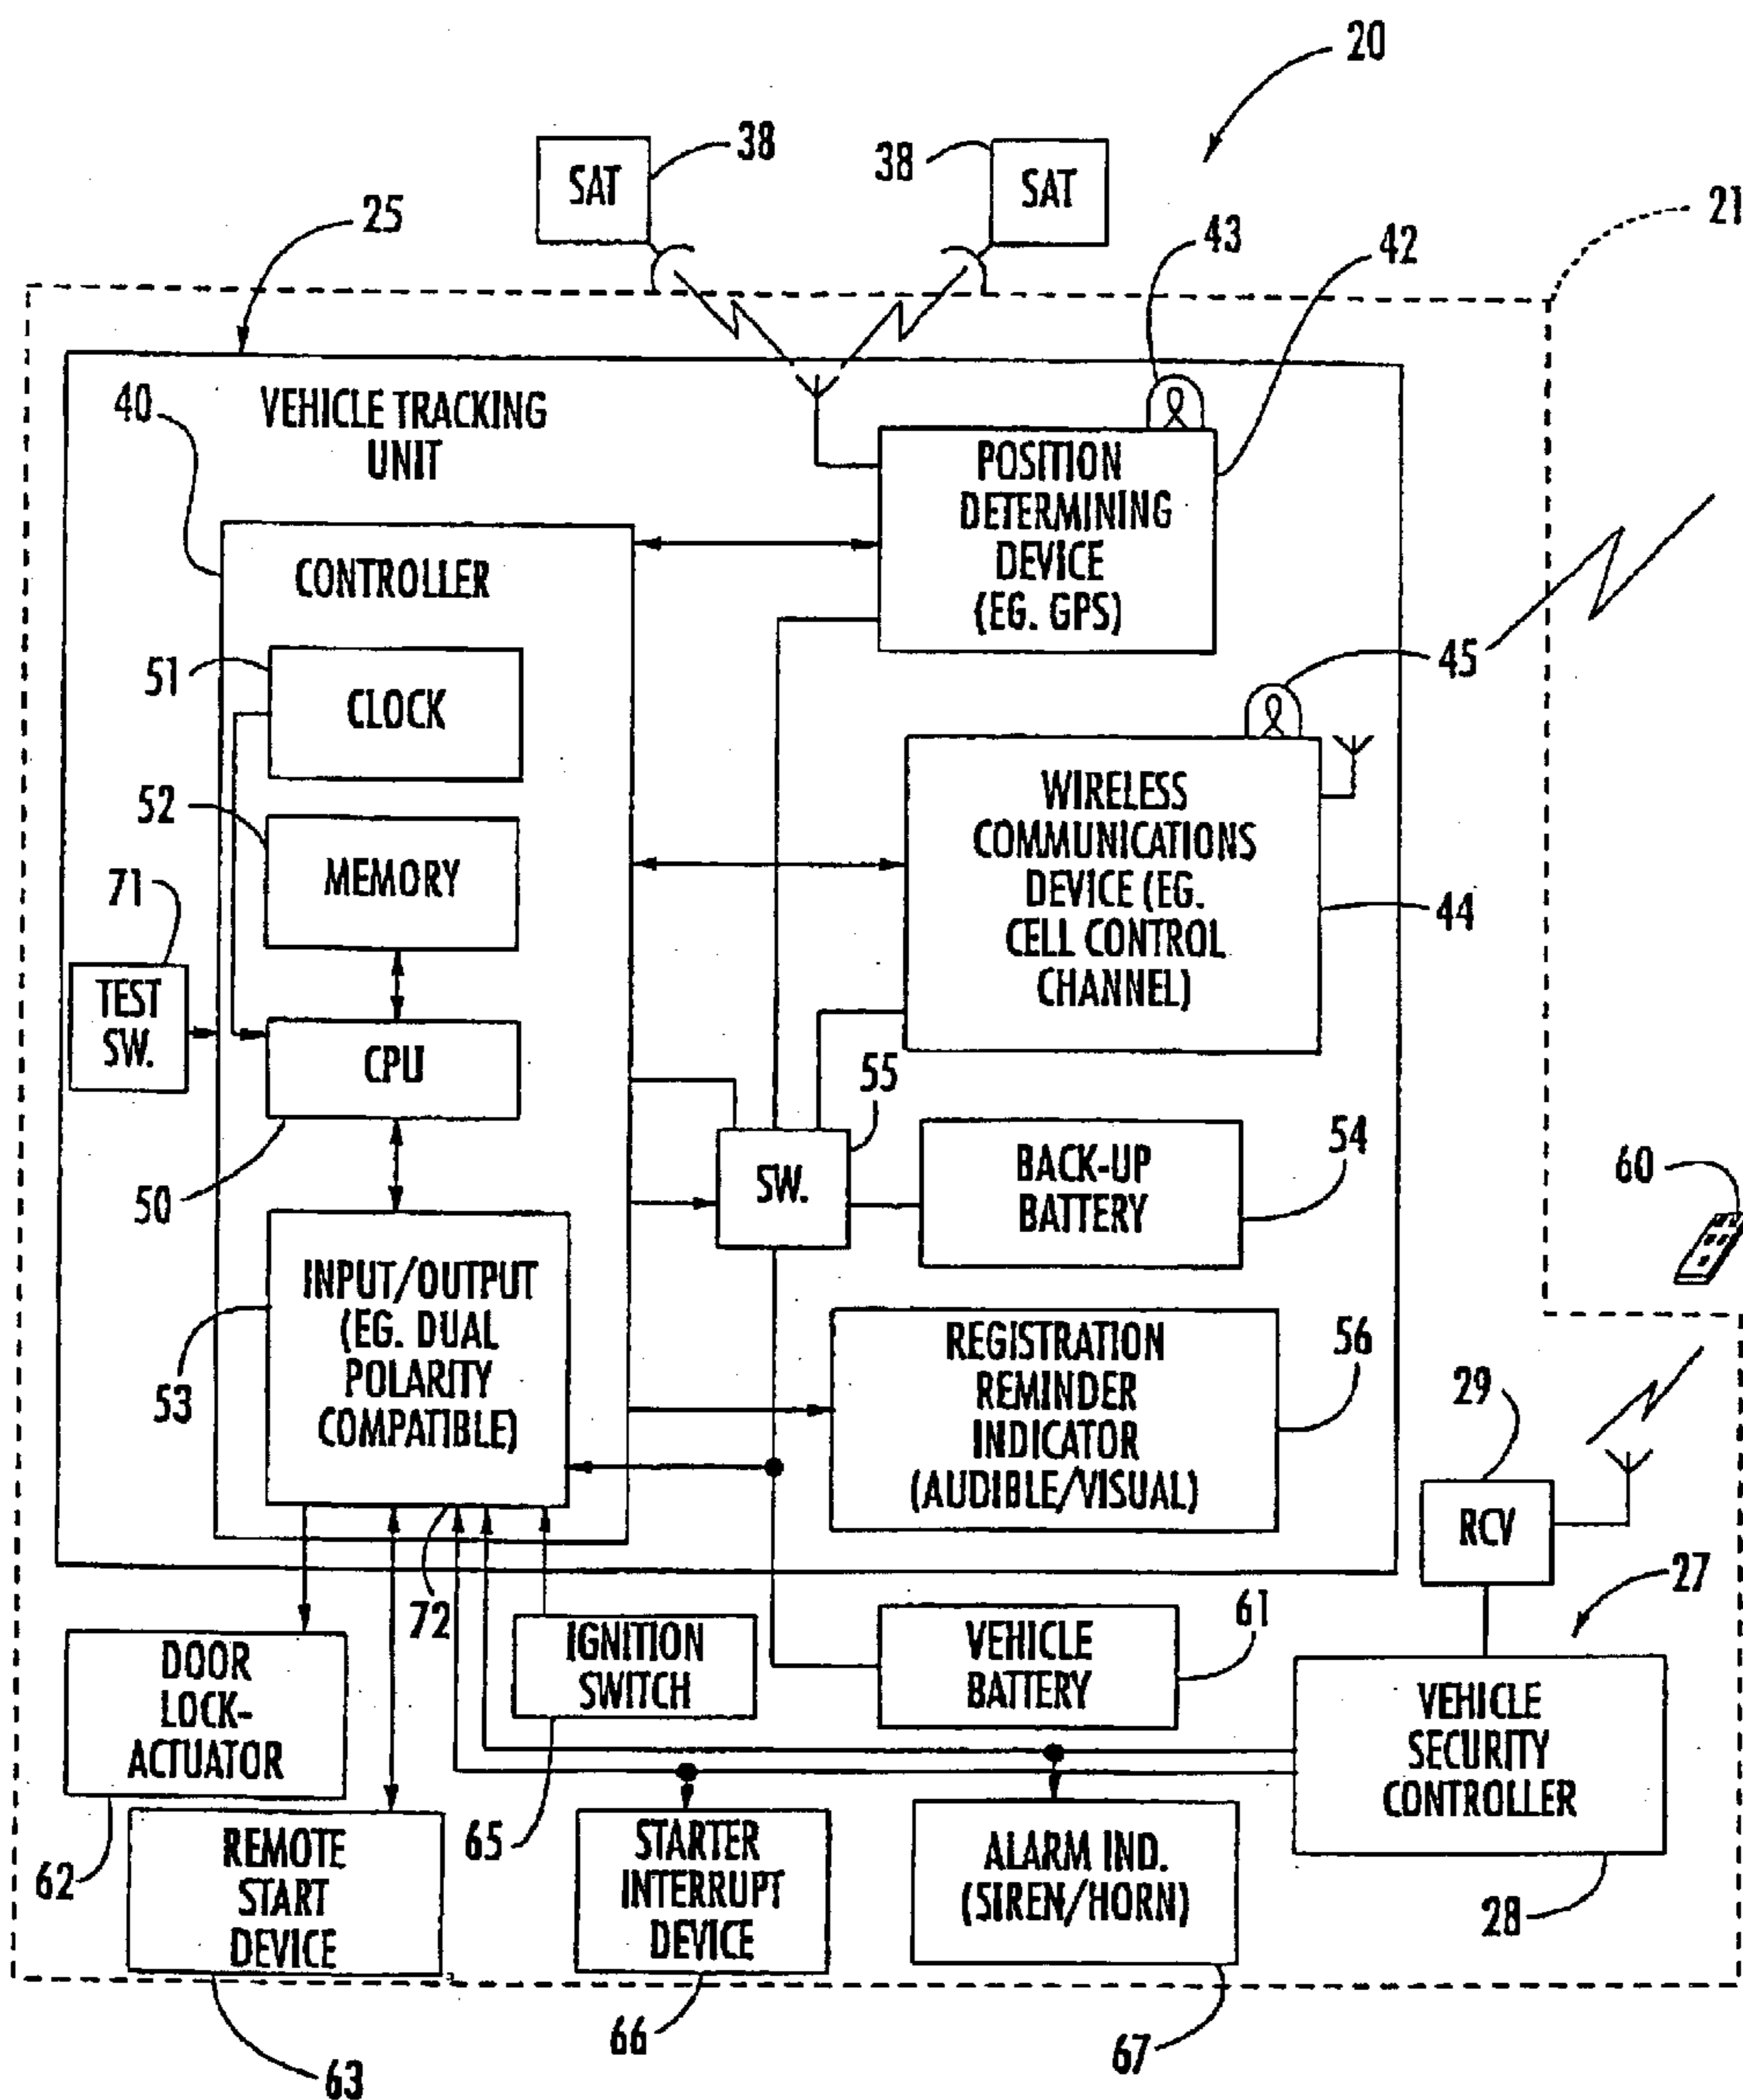 20
38
38
SAT
SAT
21
25
43
42
40
VEHICLE TRACKING
UNIT
POSITION
DETERMINING
DEVICE
(EG. GPS)
CONTROLLER
45
51
CLOCK
WIRELESS
COMMUNICATIONS
DEVICE (EG.
CELL CONTROL
CHANNEL)
52
MEMORY
44
71
TEST
SW.
CPU
55
54
50
SW.
BACK-UP
BATTERY
60
INPUT/OUTPUT
(EG. DUAL
POLARITY
COMPATIBLE)
53
REGISTRATION
REMINDER
INDICATOR
(AUDIBLE/VISUAL)
56
29
RCV
27
72
IGNITION
SWITCH
VEHICLE
BATTERY
61
DOOR
LOCK-
ACTUATOR
VEHICLE
SECURITY
CONTROLLER
62
REMOTE
START
DEVICE
65
STARTER
INTERRUPT
DEVICE
ALARM IND.
(SIREN/HORN)
28
63
66
67